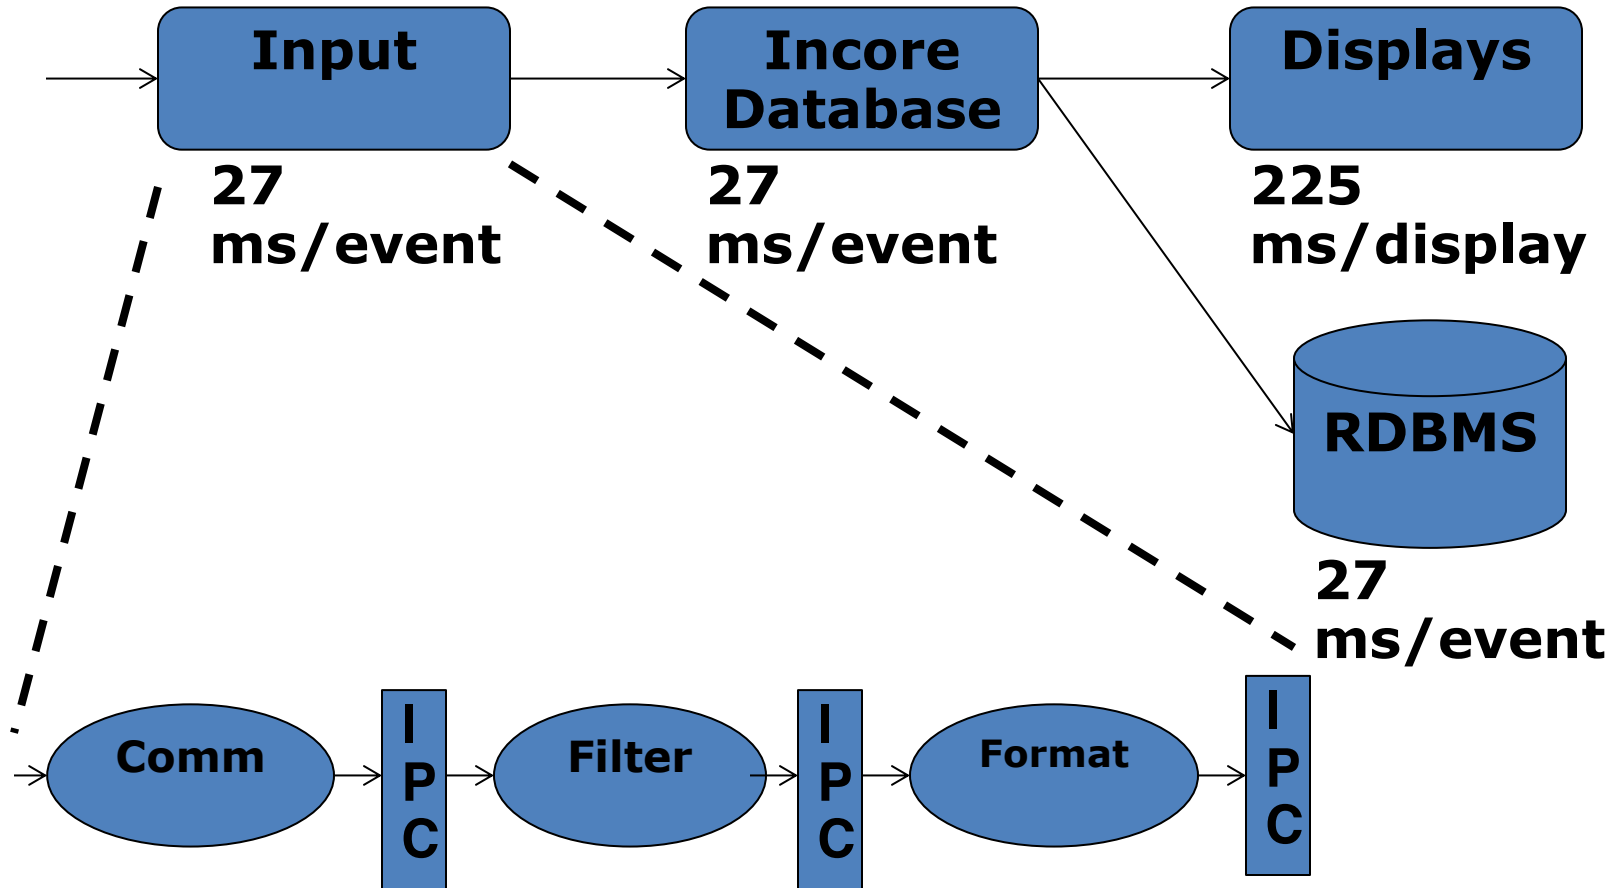 Input
27
ms/event
Incore
Database
27
ms/event
Displays
225
ms/display
RDBMS
27
ms/event
Comm
I
P
C
Filter
I
P
C
Format
I
P
C